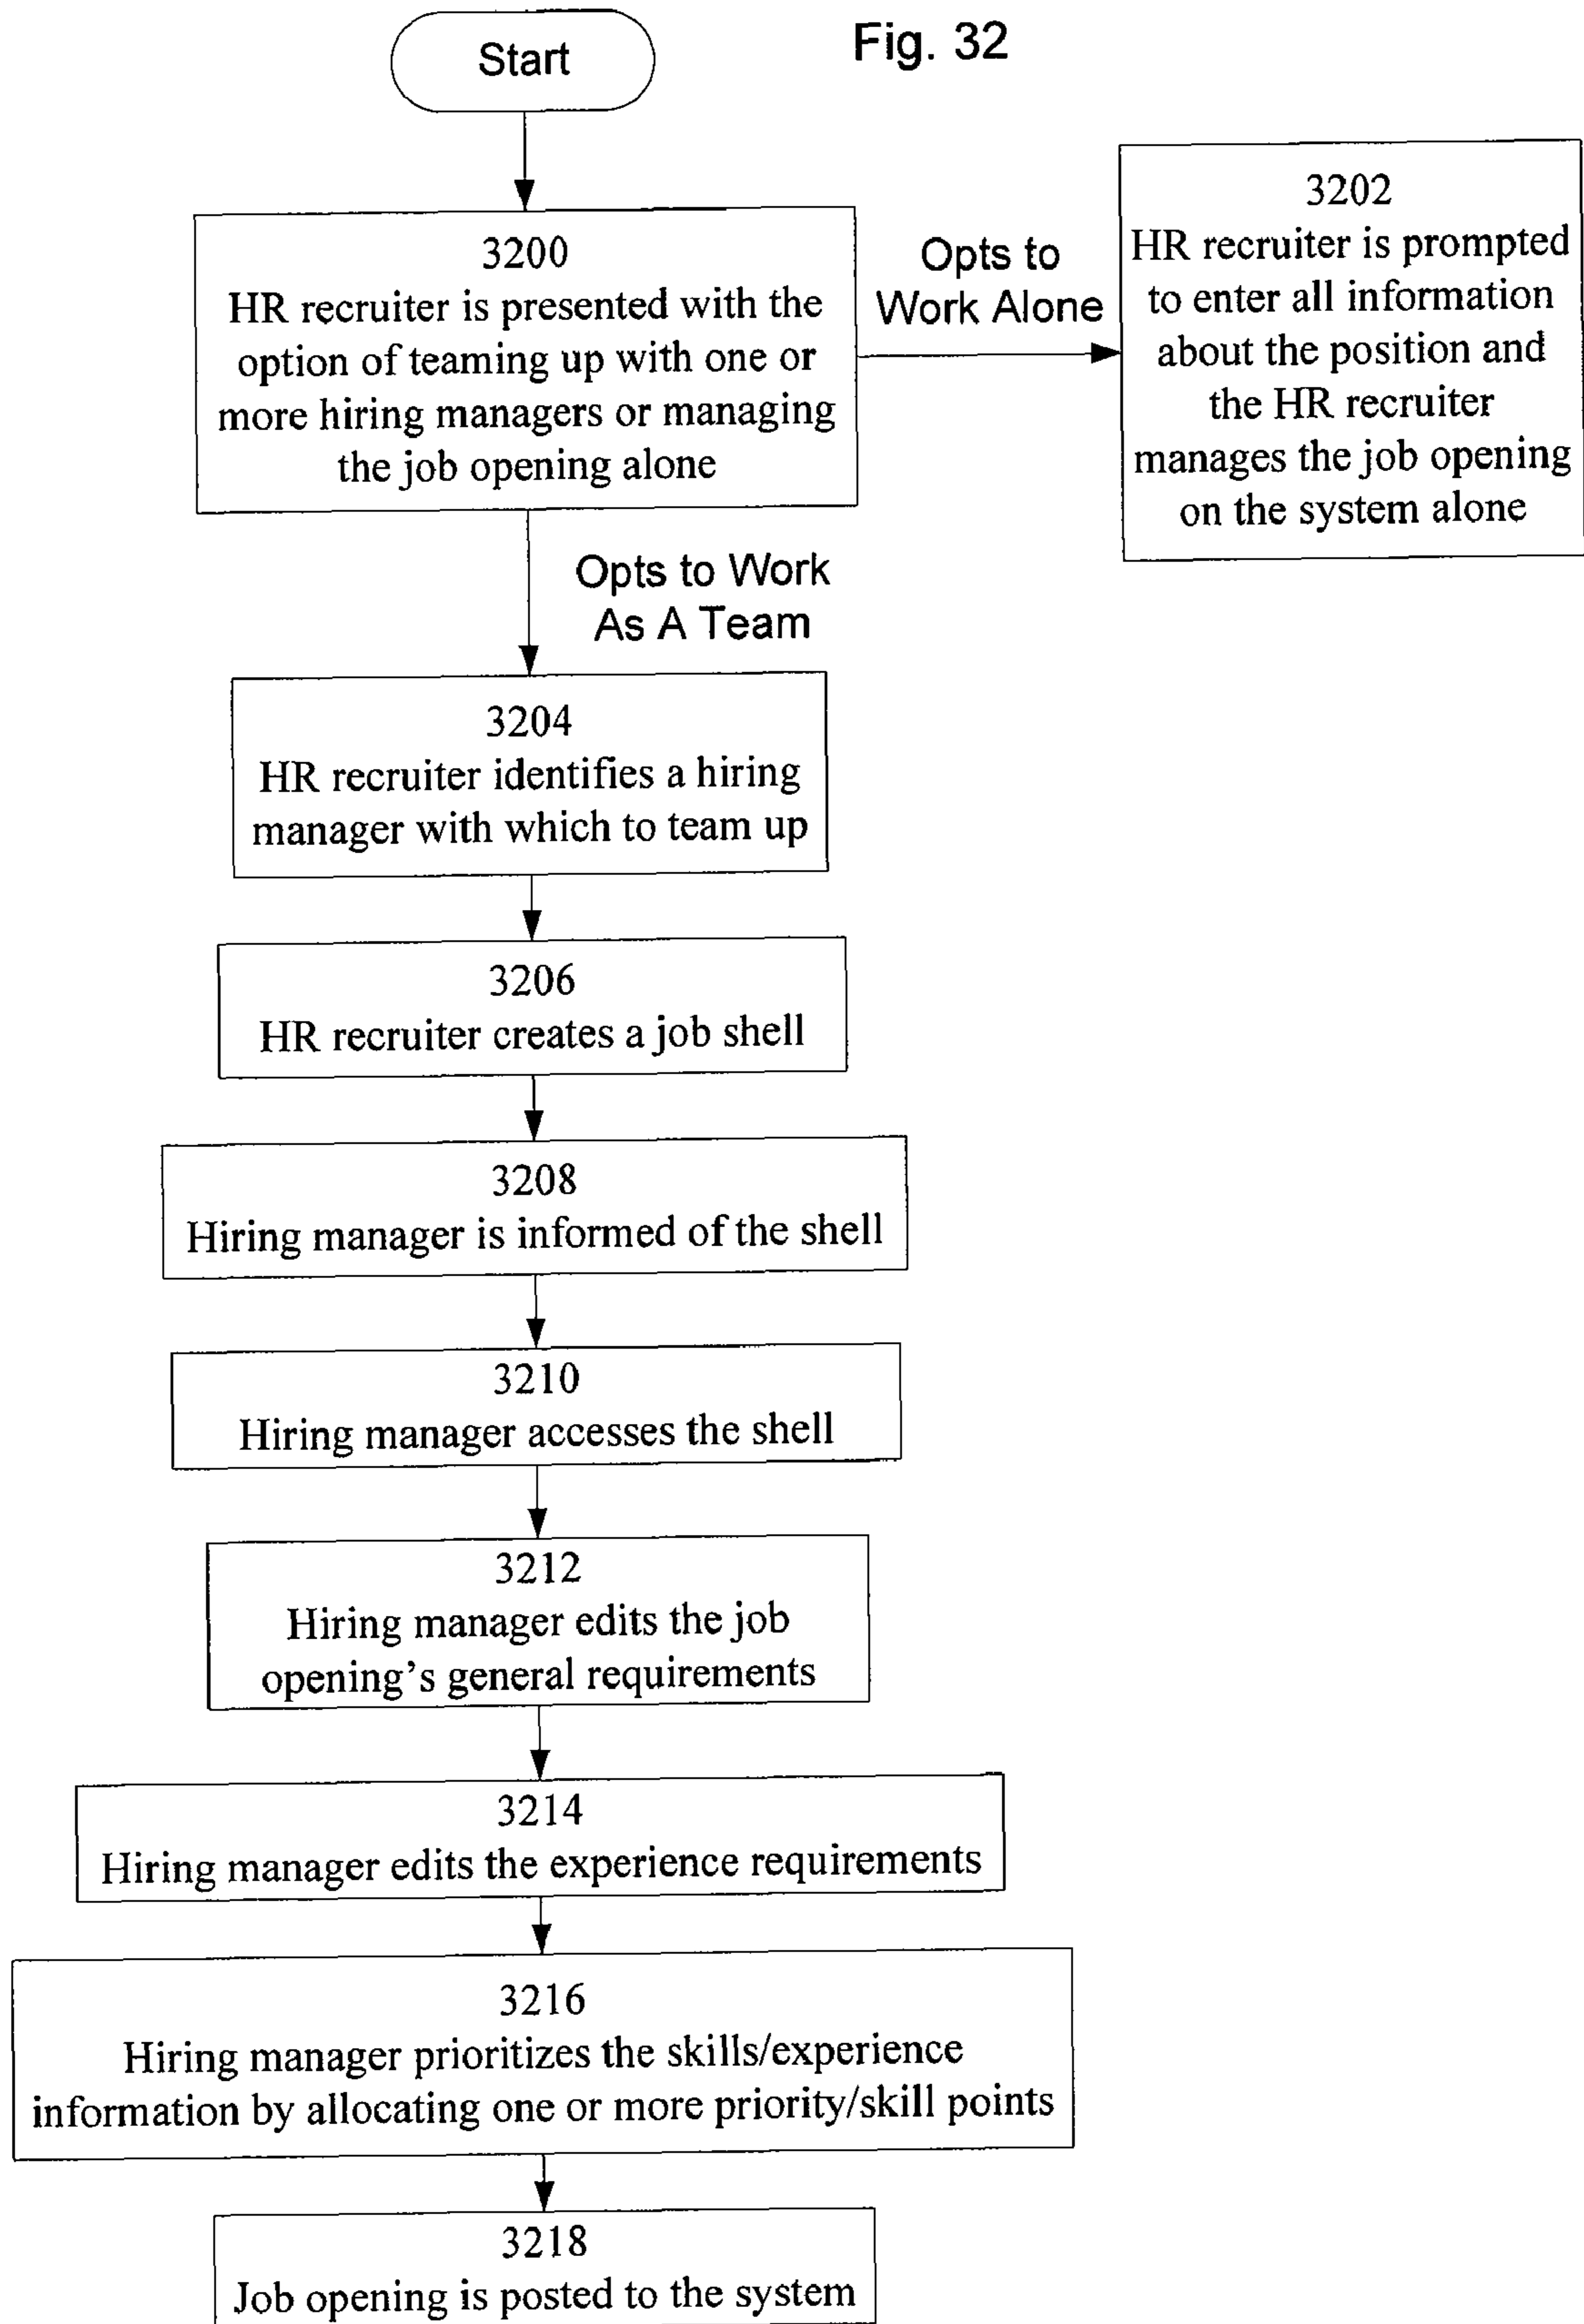 Fig. 32
Start
3200
HR recruiter is presented with the
option of teaming up with one or
more hiring managers or managing
the job opening alone
Opts to
Work Alone
3202
HR recruiter is prompted
to enter all information
about the position and
the HR recruiter
manages the job opening
on the system alone
Opts to Work
As A Team
3204
HR recruiter identifies a hiring
manager with which to team up
3206
HR recruiter creates a job shell
3208
Hiring manager is informed of the shell
3210
Hiring manager accesses the shell
3212
Hiring manager edits the job
opening’s general requirements
3214
Hiring manager edits the experience requirements
3216
Hiring manager prioritizes the skills/experience
information by allocating one or more priority/skill points
3218
Job opening is posted to the system